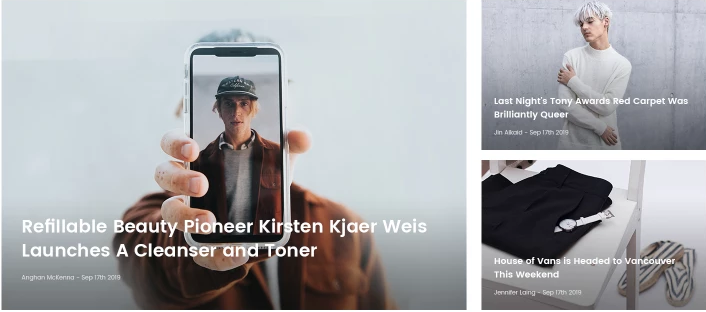 Refillable Beauty Pioneer Kirsten Kjaer Weis
Launches A Cleanser and Toner
Anghan McKenna - Sep 17th 2019
Last Night's Tony Awards Red Carpet Was
Brilliantly Queer
Jin Alkaid - Sep 17th 2019
House of Vans is Headed to Vancouver
This Weekend
Jennifer Laing - Sep 17th 2019